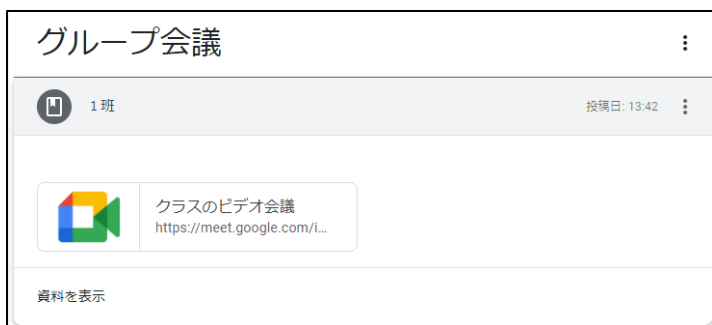 グループ会議
1 班
投稿日: 13:42
クラスのビデオ会議
https://meet.google.com/i...
資料を表示